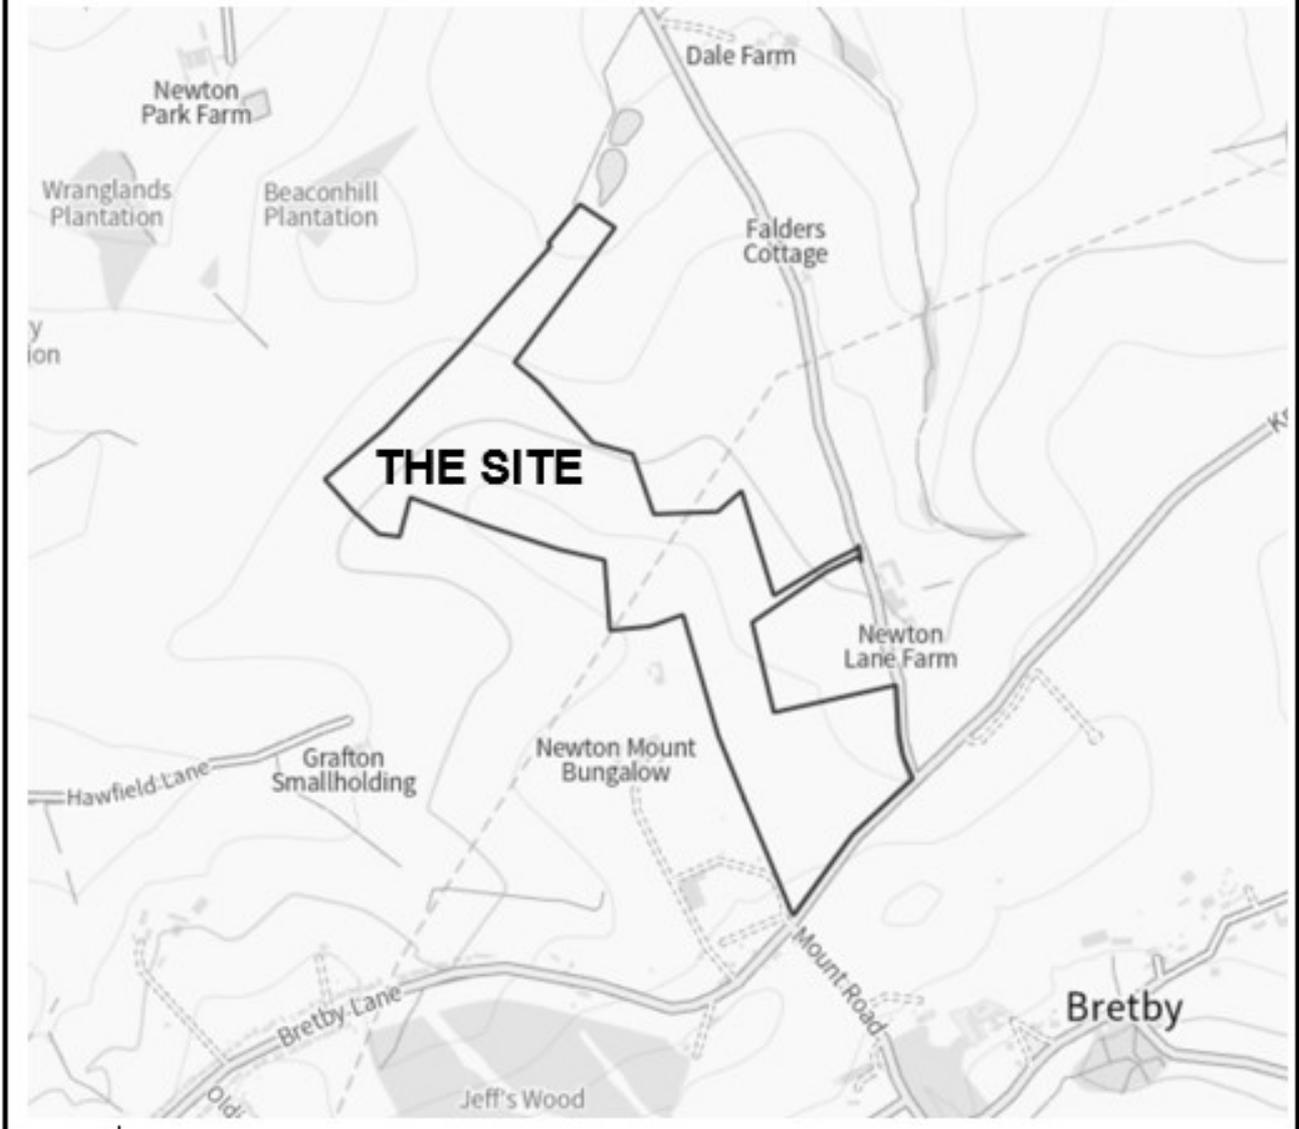 Dale Farm
Newton
Park Farm
Wranglands
Plantation
Beaconhill
Plantation
Falders
Cottage
THE SITE
Newton
Lane Farm
Newton Mount
Bungalow
Grafton
Smallholding
Hawfield Lane
Mount Road
Bretby
Bretby Lane
Jeff's Wood